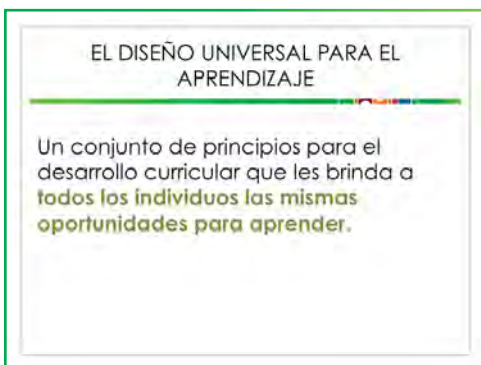 EL DISEÑO UNIVERSAL PARA EL
APRENDIZAJE
Un conjunto de principios para el
desarrollo curricular que les brinda a
todos los individuos las mismas
oportunidades para aprender.